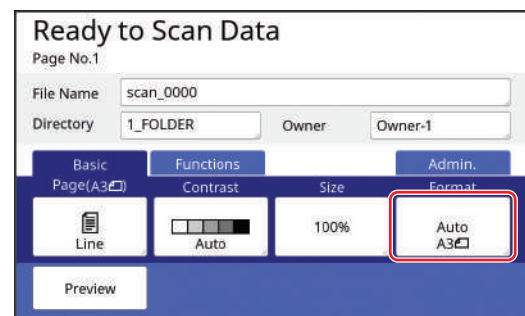 Ready to Scan Data
Page No.1
File Name scan_0000
Directory 1_FOLDER Owner Owner-1
Basic Functions Admin.
Page(A3) Contrast Size Format
Line Auto 100% Auto
A3
Preview